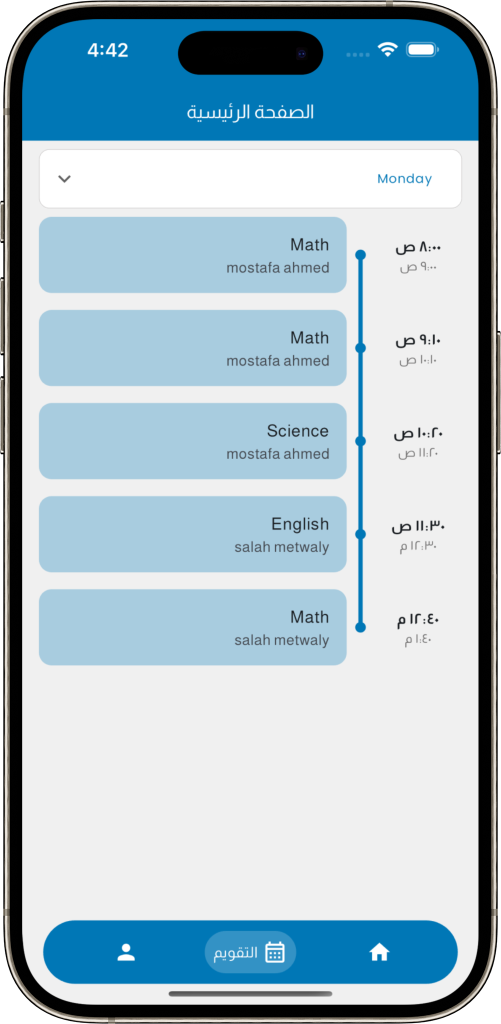 4:42
الصفحة الرئيسية
Monday
٨:٠٠ ص
٩:٠٠ ص
Math
mostafa ahmed
٩:١٠ ص
١٠:١٠ ص
Math
mostafa ahmed
١٠:٢٠ ص
١١:٢٠ ص
Science
mostafa ahmed
١١:٣٠ ص
١٢:٣٠ م
English
salah metwaly
١٢:٤٠ م
١:٤٠ م
Math
salah metwaly
التقويم